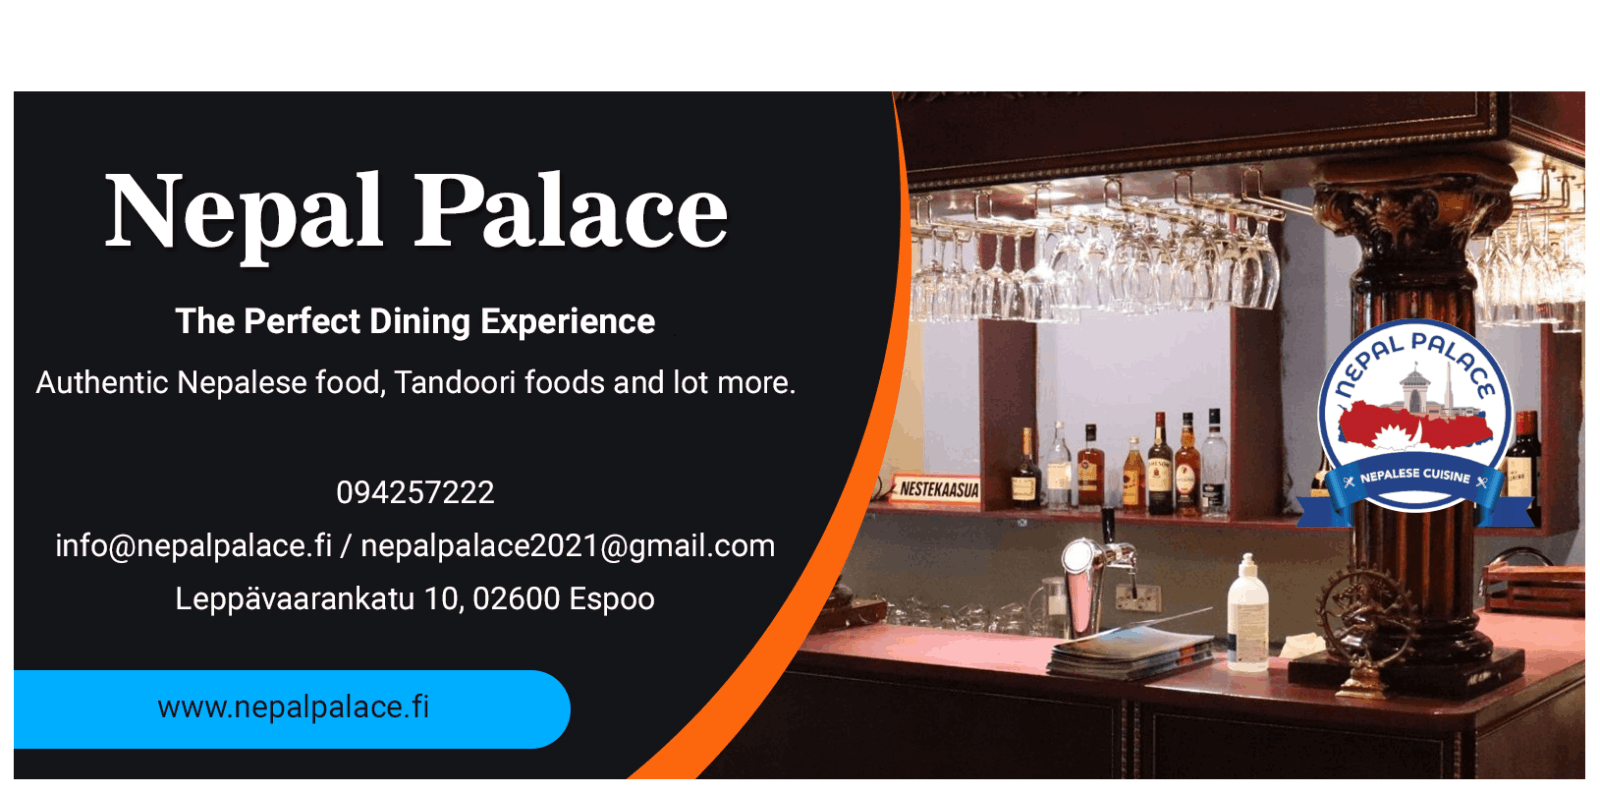 Nepal Palace
The Perfect Dining Experience
Authentic Nepalese food, Tandoori foods and lot more.
094257222
info@nepalpalace.fi / nepalpalace2021@gmail.com
Leppävaarankatu 10, 02600 Espoo
www.nepalpalace.fi
NESTEKAASUA
NEPAL PALACE
NEPALESE CUISINE